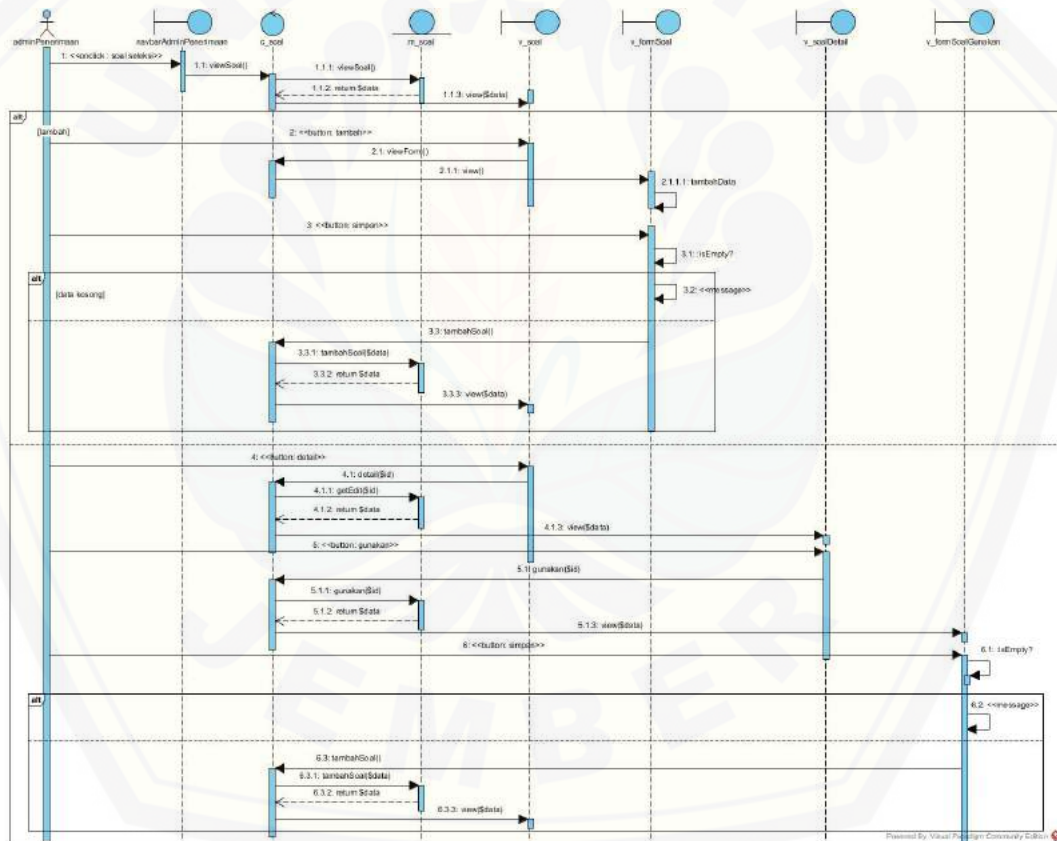 adminPenerimaan
navbarAdminPenerimaan
c_soal
m_soal
v_soal
v_formSoal
v_soalDetail
v_formSoalGunakan
1: <<onclick : soal seleksi>>
1.1: viewSoal()
1.1.1: viewSoal()
1.1.2: return $data
1.1.3: view($data)
alt
[tambah]
2: <<button: tambah>>
2.1: viewForm()
2.1.1: view()
2.1.1.1: tambahData
3: <<button: simpan>>
3.1: isEmpty?
alt
[data kosong]
3.2: <<message>>
3.3: tambahSoal()
3.3.1: tambahSoal($data)
3.3.2: return $data
3.3.3: view($data)
4: <<button: detail>>
4.1: detail($id)
4.1.1: getEdit($id)
4.1.2: return $data
4.1.3: view($data)
5: <<button: gunakan>>
5.1: gunakan($id)
5.1.1: gunakan($id)
5.1.2: return $data
5.1.3: view($data)
6: <<button: simpan>>
6.1: isEmpty?
alt
6.2: <<message>>
6.3: tambahSoal()
6.3.1: tambahSoal($data)
6.3.2: return $data
6.3.3: view($data)
JEMBER
Powered By Visual Paradigm Community Edition